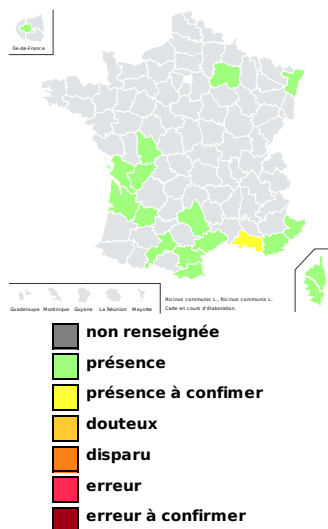 Île-de-France
Guadeloupe Martinique Guyane La Réunion Mayotte
Ricinus communis L., Ricinus communis L.
Carte en cours d'élaboration.
non renseignée
présence
présence à confimer
douteux
disparu
erreur
erreur à confirmer